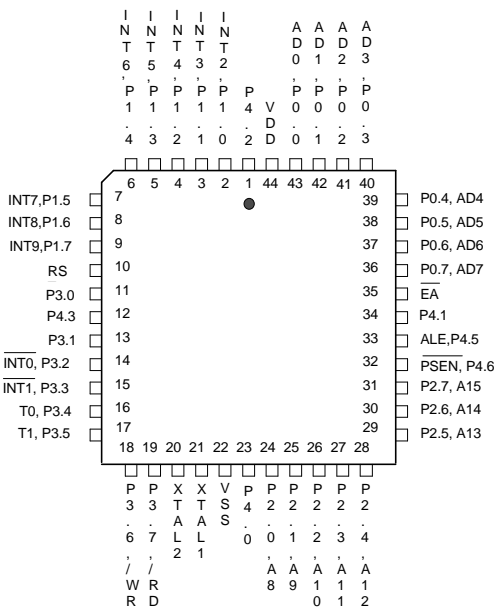 INT6,P1.4
INT5,P1.3
INT4,P1.2
INT3,P1.1
INT2,P1.0
P4.2
VDD
AD0,P0.0
AD1,P0.1
AD2,P0.2
AD3,P0.3
6 5 4 3 2 1 44 43 42 41 40
INT7,P1.5 7
INT8,P1.6 8
INT9,P1.7 9
RS 10
P3.0 11
P4.3 12
P3.1 13
INT0, P3.2 14
INT1, P3.3 15
T0, P3.4 16
T1, P3.5 17
39 P0.4, AD4
38 P0.5, AD5
37 P0.6, AD6
36 P0.7, AD7
35 EA
34 P4.1
33 ALE,P4.5
32 PSEN, P4.6
31 P2.7, A15
30 P2.6, A14
29 P2.5, A13
18 19 20 21 22 23 24 25 26 27 28
P3.6,/WR
P3.7,/RD
XTAL2
XTAL1
VSS
P4.0
P2.0,A8
P2.1,A9
P2.2,A10
P2.3,A11
P2.4,A12